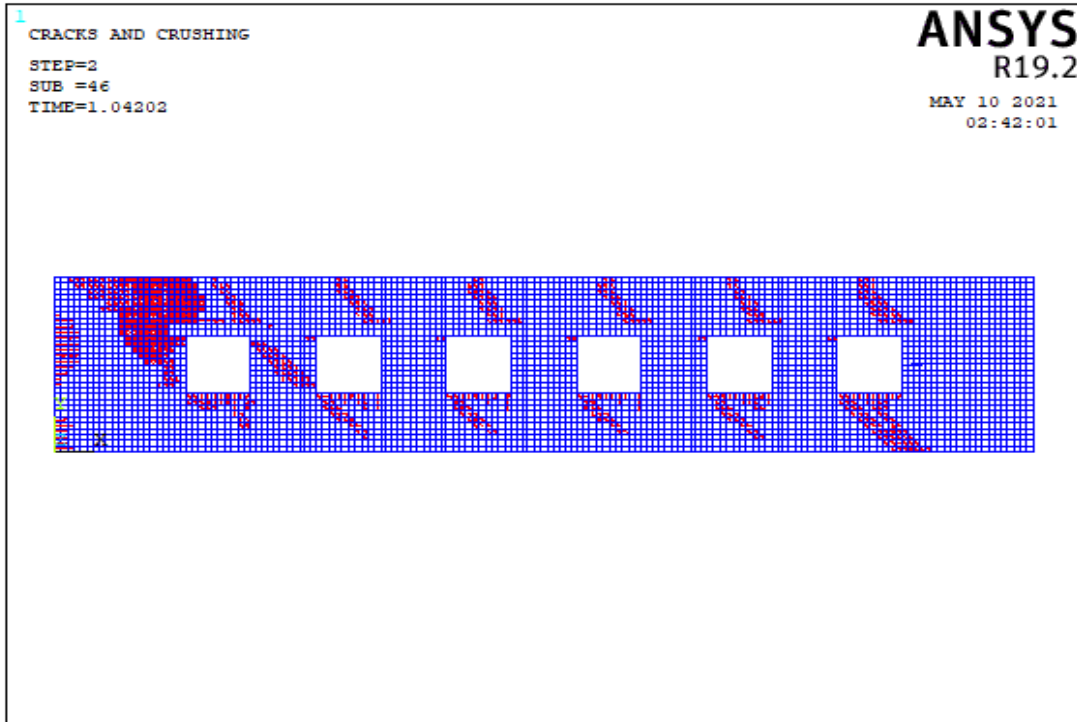 1
CRACKS AND CRUSHING
STEP=2
SUB =46
TIME=1.04202
ANSYS
R19.2
MAY 10 2021
02:42:01
Y
X